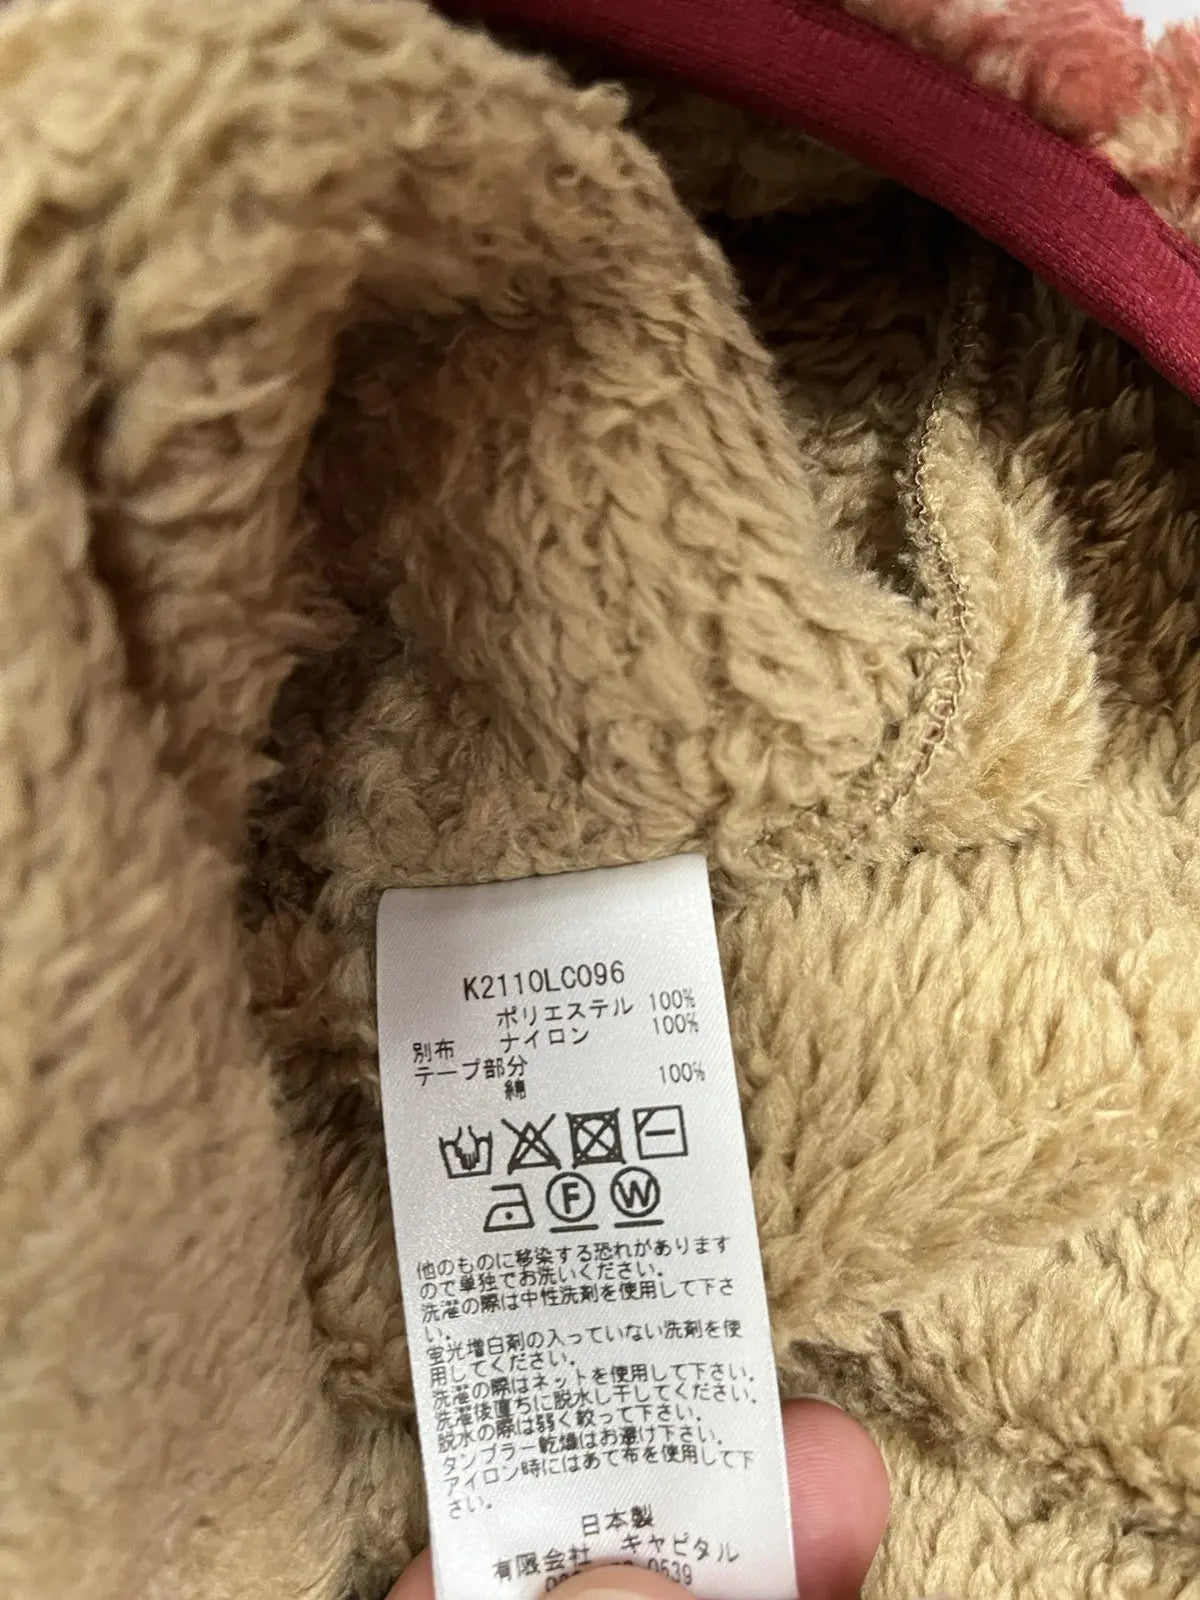 K2110LC096
ポリエステル 100%
別布 ナイロン 100%
テープ部分
綿 100%
F W
他のものに移染する恐れがあります
ので単独でお洗いください。
洗濯の際は中性洗剤を使用して下さ
い。
蛍光増白剤の入っていない洗剤を使
用してください。
洗濯の際はネットを使用して下さい。
洗濯後直ちに脱水し干してください。
脱水の際は弱く絞って下さい。
タンブラー乾燥はお避け下さい。
アイロン時にはあて布を使用して下
さい。
日本製
有限会社 キャピタル
0539